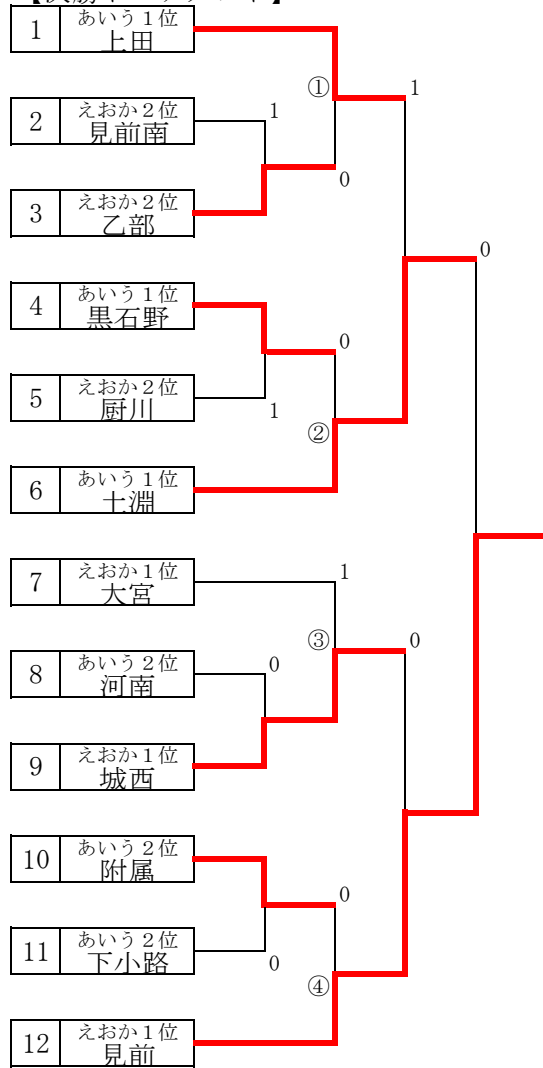 1 あいう1位
上田
① 1
2 えおか2位
見前南
1
0
3 えおか2位
乙部
0
4 あいう1位
黒石野
0
5 えおか2位
厨川
1
②
6 あいう1位
土淵
7 えおか1位
大宮
1
③ 0
8 あいう2位
河南
0
9 えおか1位
城西
10 あいう2位
附属
0
11 あいう2位
下小路
0
④
12 えおか1位
見前